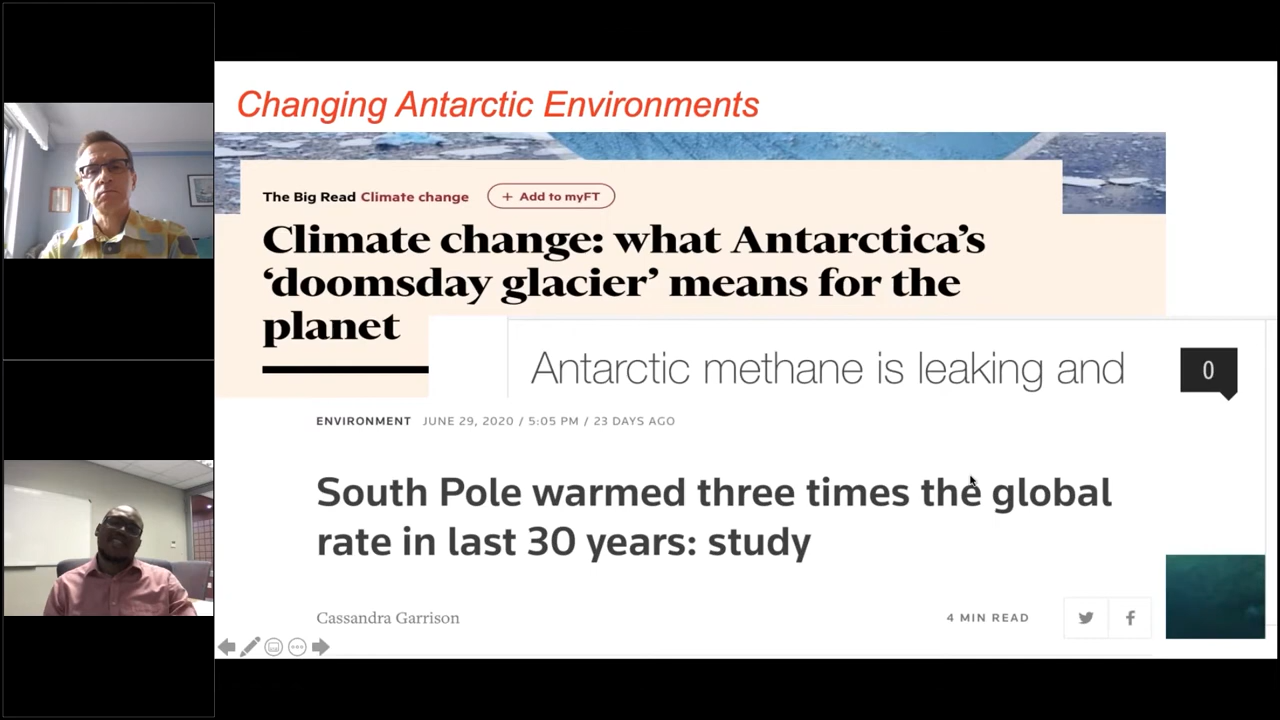 Changing Antarctic Environments
The Big Read Climate change + Add to myFT
Climate change: what Antarctica’s
‘doomsday glacier’ means for the
planet
Antarctic methane is leaking and
0
ENVIRONMENT JUNE 29, 2020 / 5:05 PM / 23 DAYS AGO
South Pole warmed three times the global
rate in last 30 years: study
Cassandra Garrison
4 MIN READ